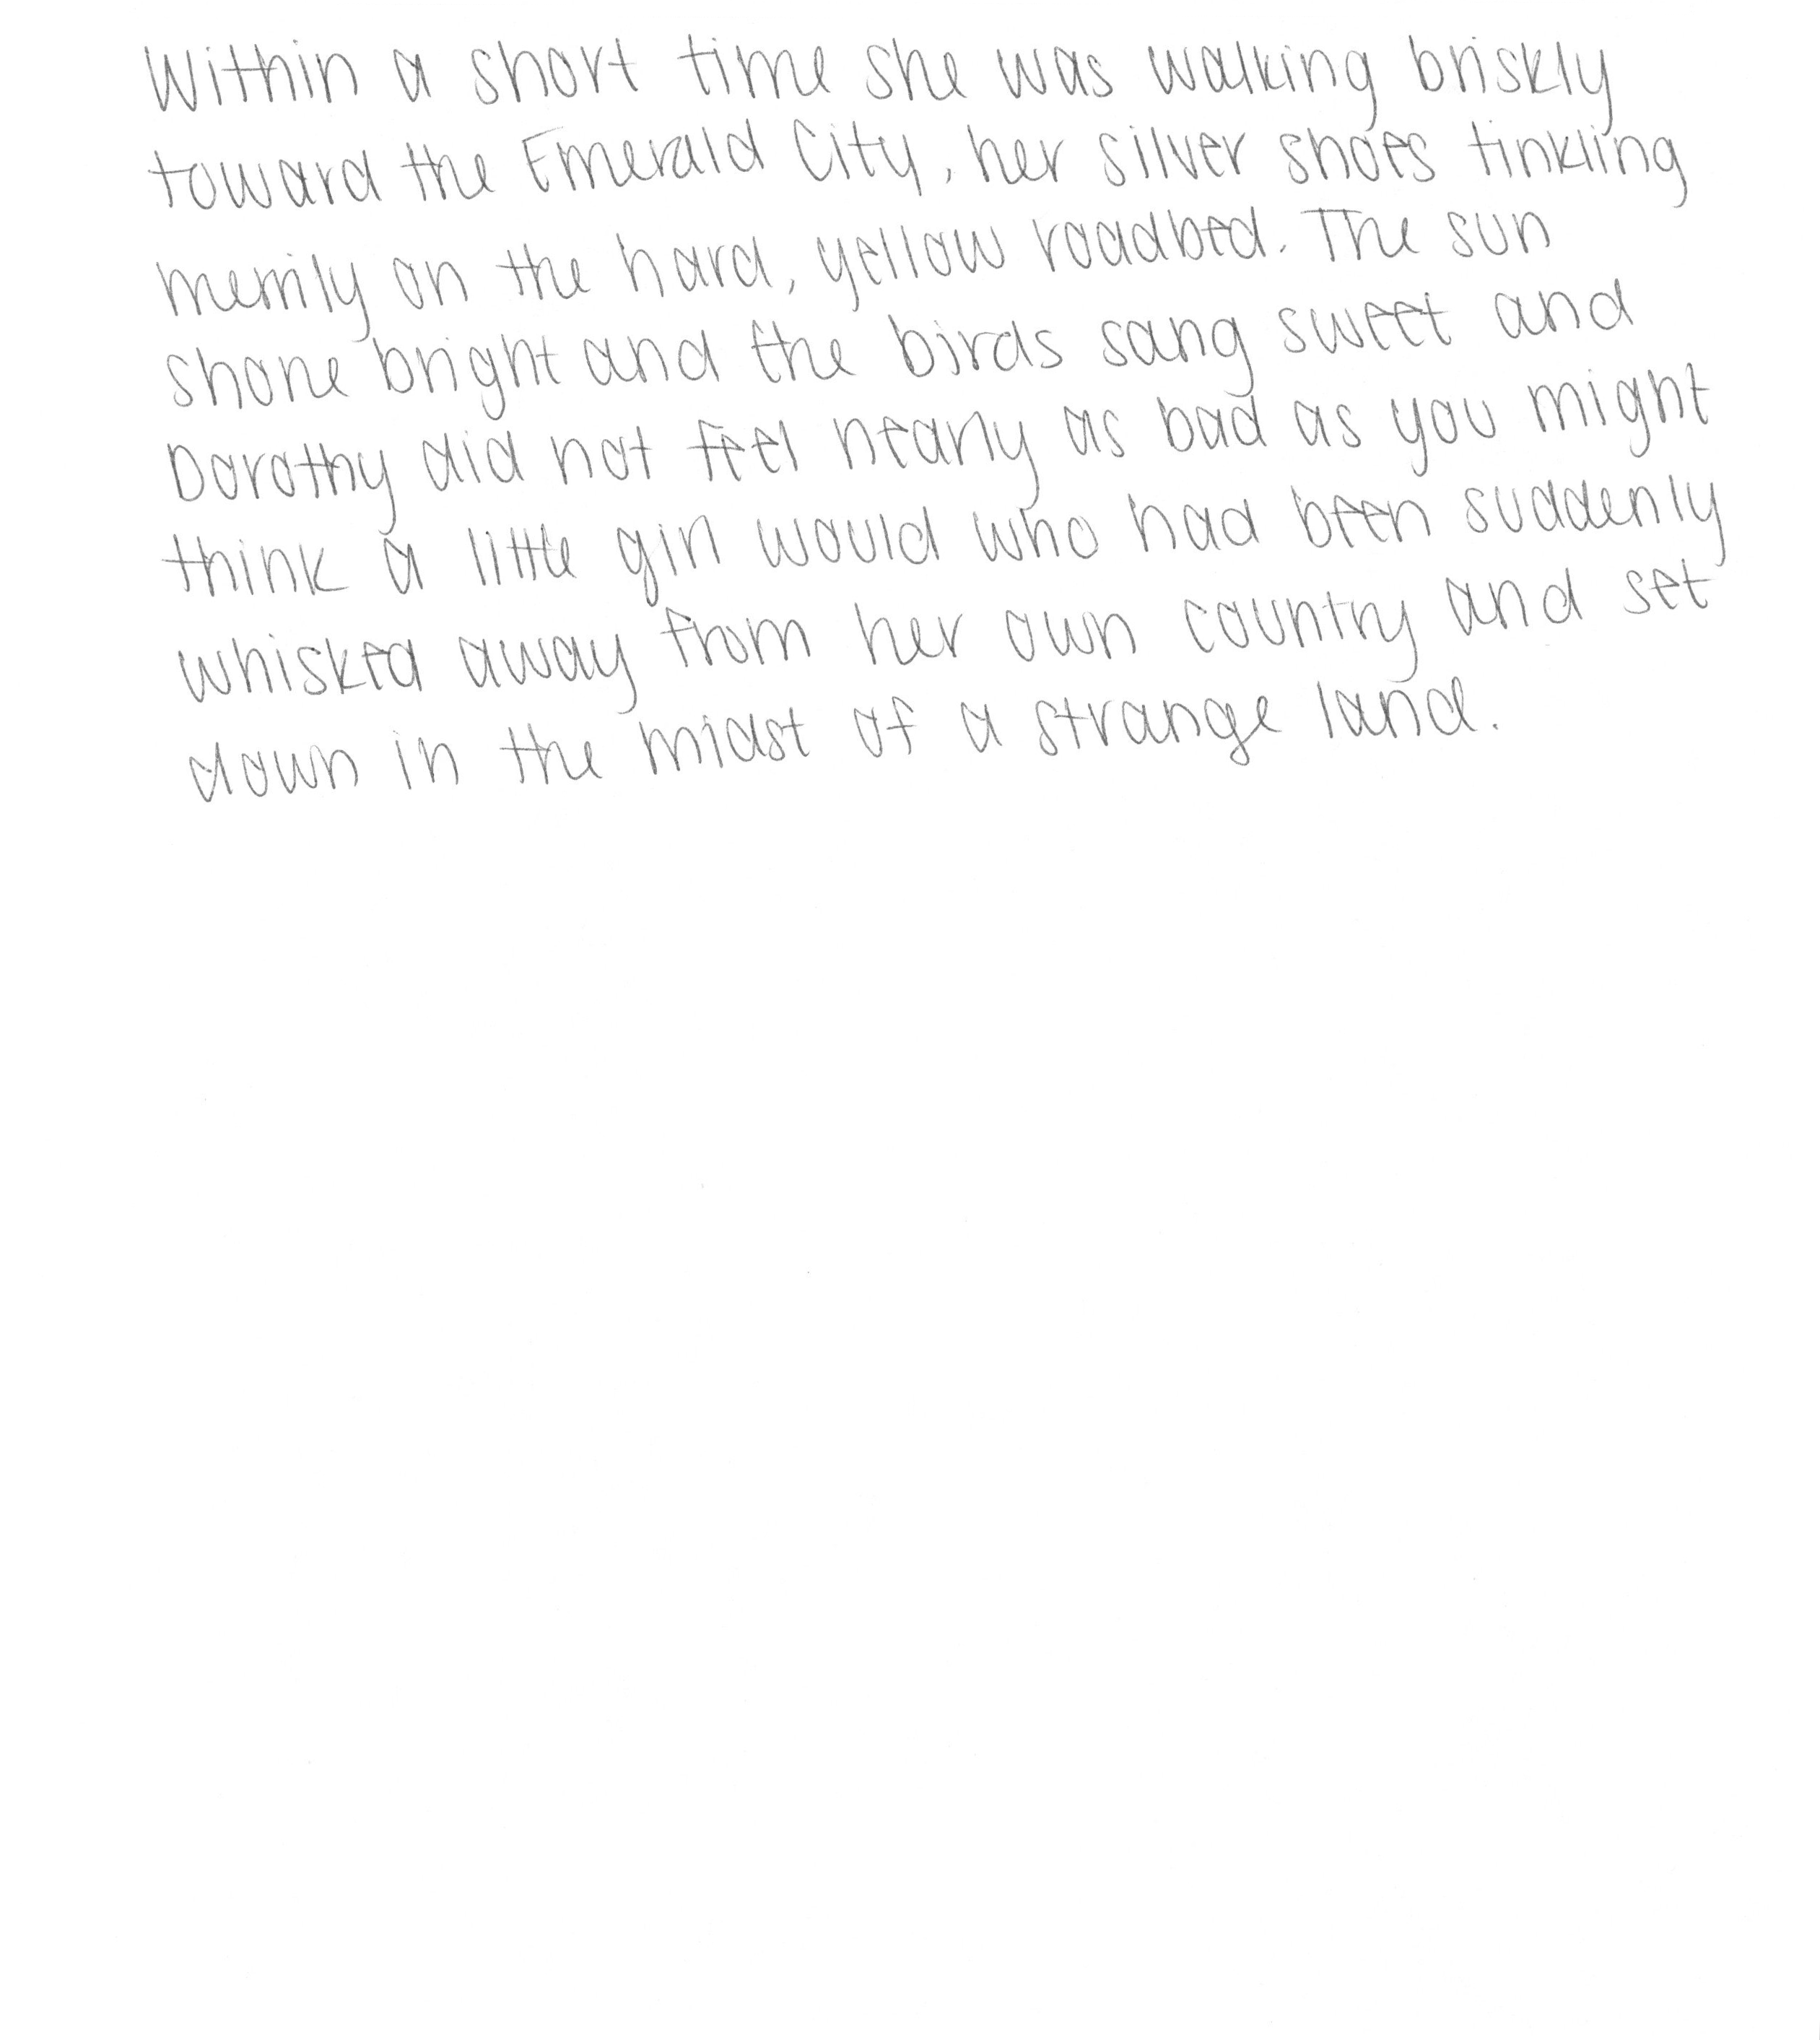 Within a short time she was walking briskly
toward the Emerald City, her silver shoes tinkling
merrily on the hard, yellow roadbed. The sun
shone bright and the birds sang sweet and
Dorothy did not feel nearly as bad as you might
think a little girl would who had been suddenly
whisked away from her own country and set
down in the midst of a strange land.